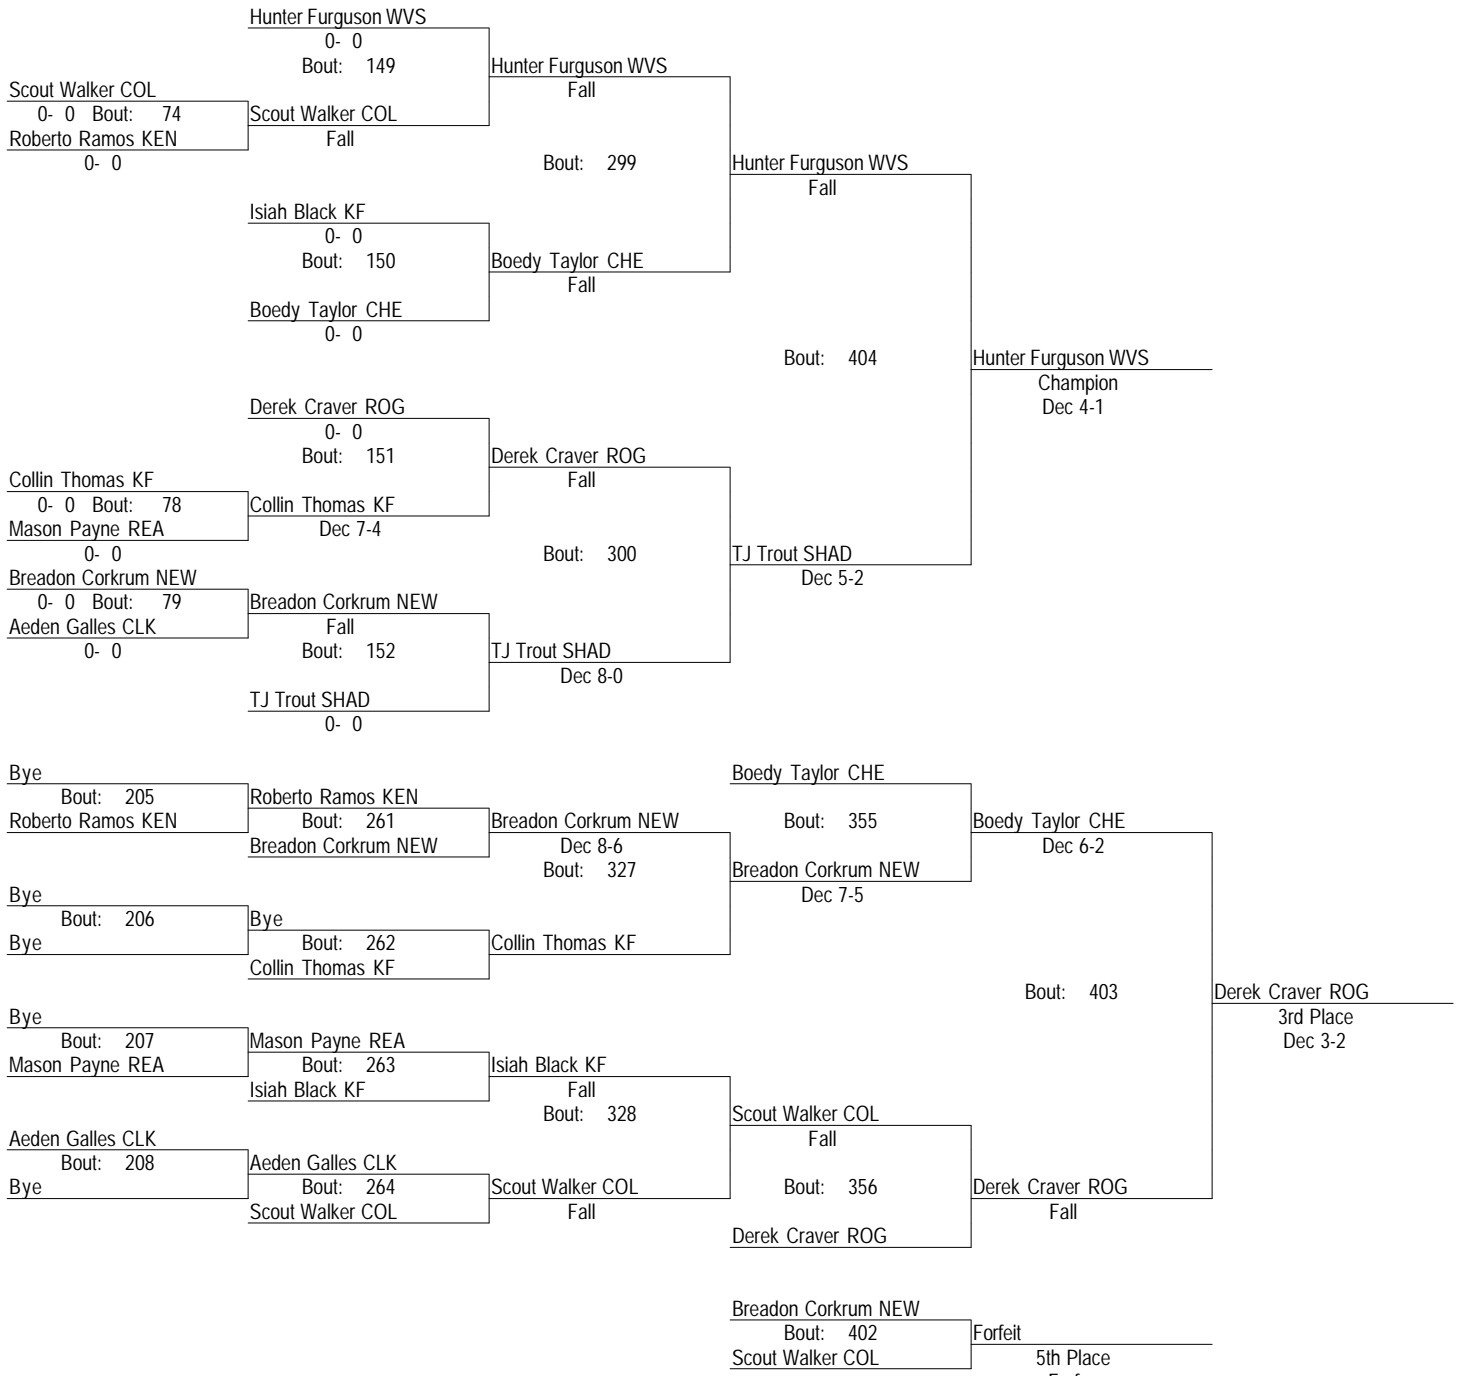 Hunter Furguson WVS
0- 0
Bout: 149
Hunter Furguson WVS
Fall
Scout Walker COL
0- 0 Bout: 74
Scout Walker COL
Roberto Ramos KEN
Fall
0- 0
Bout: 299
Hunter Furguson WVS
Fall
Isiah Black KF
0- 0
Bout: 150
Boedy Taylor CHE
Fall
Boedy Taylor CHE
0- 0
Bout: 404
Hunter Furguson WVS
Champion
Dec 4-1
Derek Craver ROG
0- 0
Bout: 151
Derek Craver ROG
Fall
Collin Thomas KF
0- 0 Bout: 78
Collin Thomas KF
Mason Payne REA
Dec 7-4
0- 0
Bout: 300
TJ Trout SHAD
Dec 5-2
Breadon Corkrum NEW
0- 0 Bout: 79
Breadon Corkrum NEW
Aeden Galles CLK
Fall
0- 0
Bout: 152
TJ Trout SHAD
Dec 8-0
TJ Trout SHAD
0- 0
Bye
Boedy Taylor CHE
Bout: 205
Roberto Ramos KEN
Roberto Ramos KEN
Bout: 261
Breadon Corkrum NEW
Bout: 355
Boedy Taylor CHE
Breadon Corkrum NEW
Dec 8-6
Dec 6-2
Bout: 327
Breadon Corkrum NEW
Dec 7-5
Bye
Bout: 206
Bye
Bye
Bout: 262
Collin Thomas KF
Collin Thomas KF
Bout: 403
Derek Craver ROG
3rd Place
Dec 3-2
Bye
Bout: 207
Mason Payne REA
Mason Payne REA
Bout: 263
Isiah Black KF
Isiah Black KF
Fall
Bout: 328
Scout Walker COL
Fall
Aeden Galles CLK
Bout: 208
Aeden Galles CLK
Bye
Bout: 264
Scout Walker COL
Bout: 356
Derek Craver ROG
Scout Walker COL
Fall
Fall
Derek Craver ROG
Breadon Corkrum NEW
Bout: 402
Forfeit
Scout Walker COL
5th Place